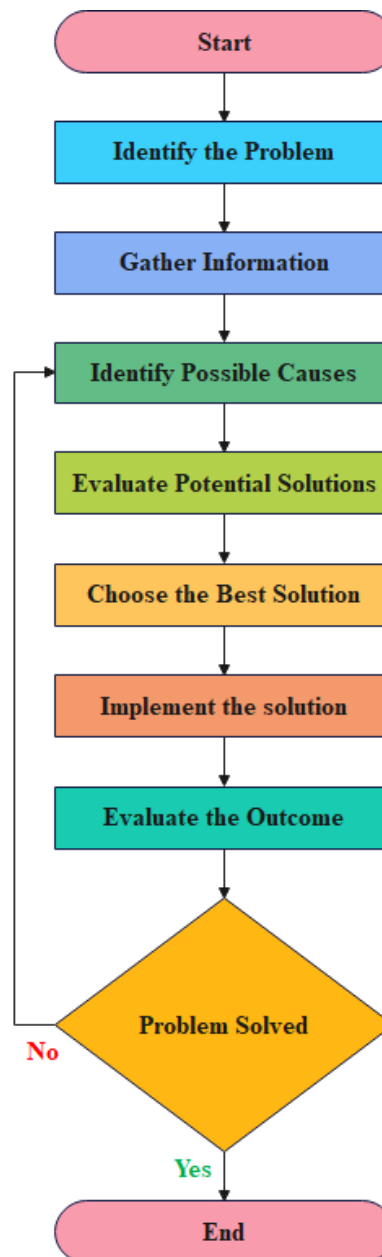 Start
Identify the Problem
Gather Information
Identify Possible Causes
Evaluate Potential Solutions
Choose the Best Solution
Implement the solution
Evaluate the Outcome
Problem Solved
No
Yes
End